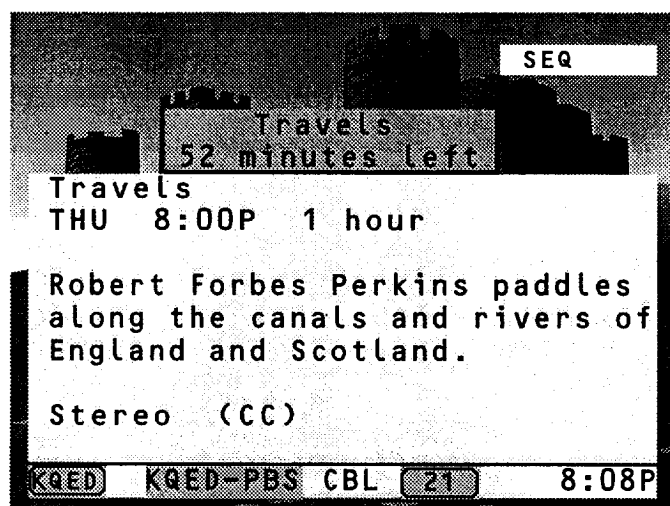 SEQ
Travels
52 minutes left
Travels
THU 8:00P 1 hour
Robert Forbes Perkins paddles
along the canals and rivers of
England and Scotland.
Stereo (CC)
KQED KQED-PBS CBL 21 8:08P